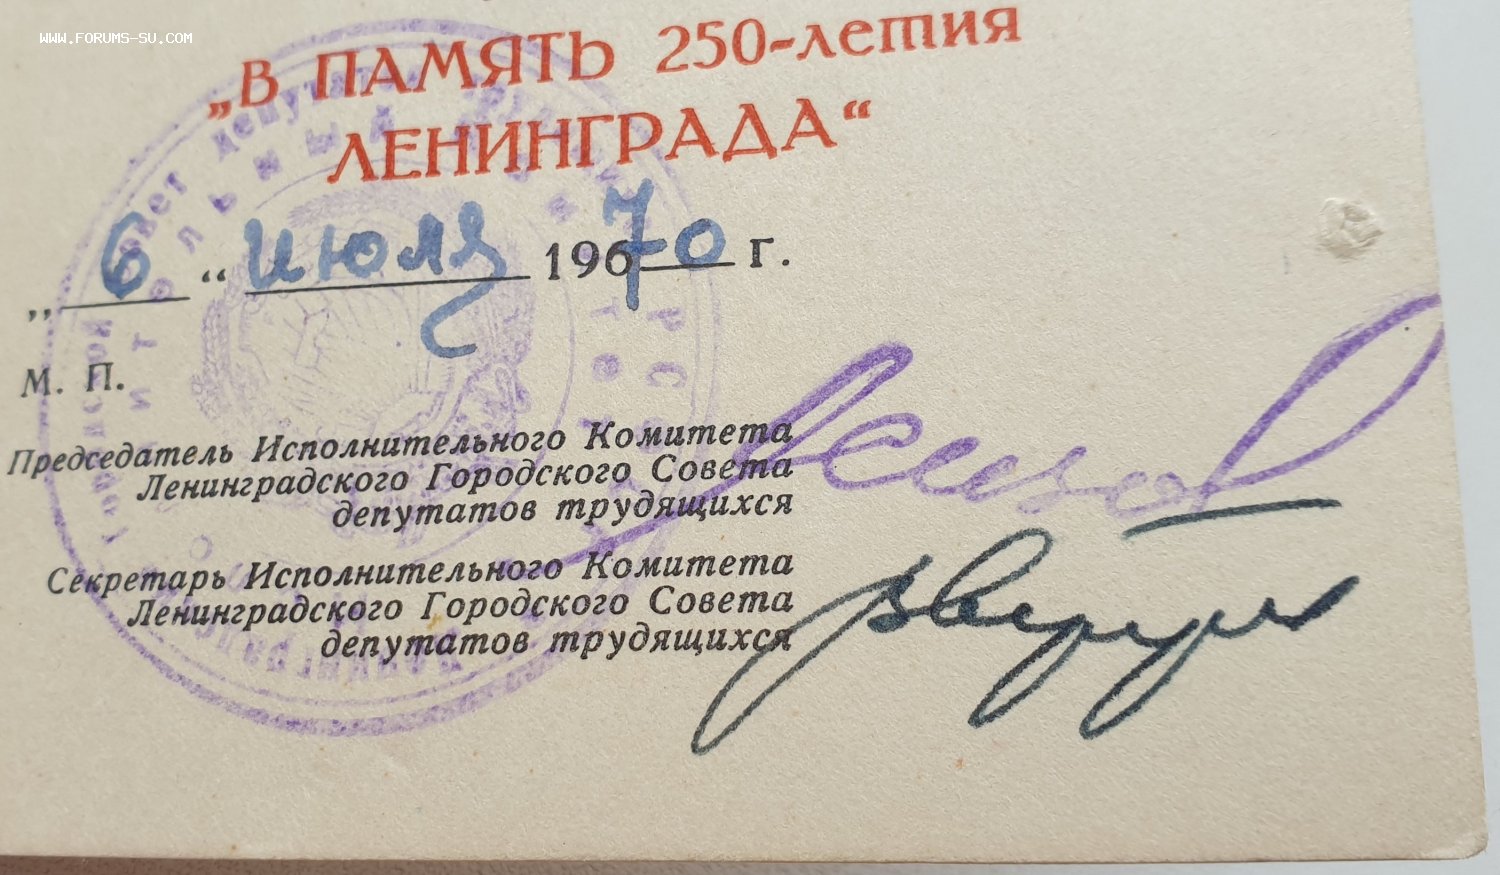 WWW.FORUMS-SU.COM
„В ПАМЯТЬ 250-летия
ЛЕНИНГРАДА“
„6“ июля 19670 г.
М. П.
Председатель Исполнительного Комитета
Ленинградского Городского Совета
депутатов трудящихся
Секретарь Исполнительного Комитета
Ленинградского Городского Совета
депутатов трудящихся